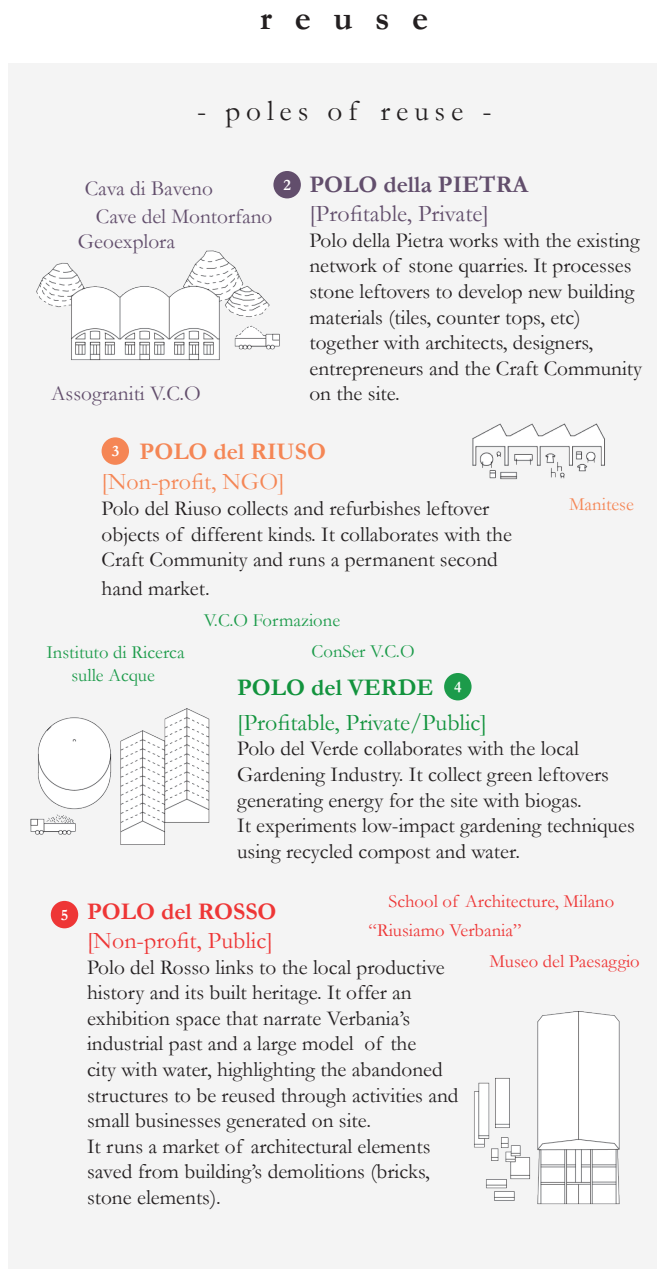 reuse
- poles of reuse -
Cava di Baveno
Cave del Montorfano
Geoexplora
Assograniti V.C.O
2 POLO della PIETRA
[Profitable, Private]
Polo della Pietra works with the existing
network of stone quarries. It processes
stone leftovers to develop new building
materials (tiles, counter tops, etc)
together with architects, designers,
entrepreneurs and the Craft Community
on the site.
3 POLO del RIUSO
[Non-profit, NGO]
Polo del Riuso collects and refurbishes leftover
objects of different kinds. It collaborates with the
Craft Community and runs a permanent second
hand market.
Manitese
V.C.O Formazione
Instituto di Ricerca
sulle Acque
ConSer V.C.O
POLO del VERDE 4
[Profitable, Private/Public]
Polo del Verde collaborates with the local
Gardening Industry. It collect green leftovers
generating energy for the site with biogas.
It experiments low-impact gardening techniques
using recycled compost and water.
School of Architecture, Milano
“Riusiamo Verbania”
Museo del Paesaggio
5 POLO del ROSSO
[Non-profit, Public]
Polo del Rosso links to the local productive
history and its built heritage. It offer an
exhibition space that narrate Verbania’s
industrial past and a large model of the
city with water, highlighting the abandoned
structures to be reused through activities and
small businesses generated on site.
It runs a market of architectural elements
saved from building’s demolitions (bricks,
stone elements).